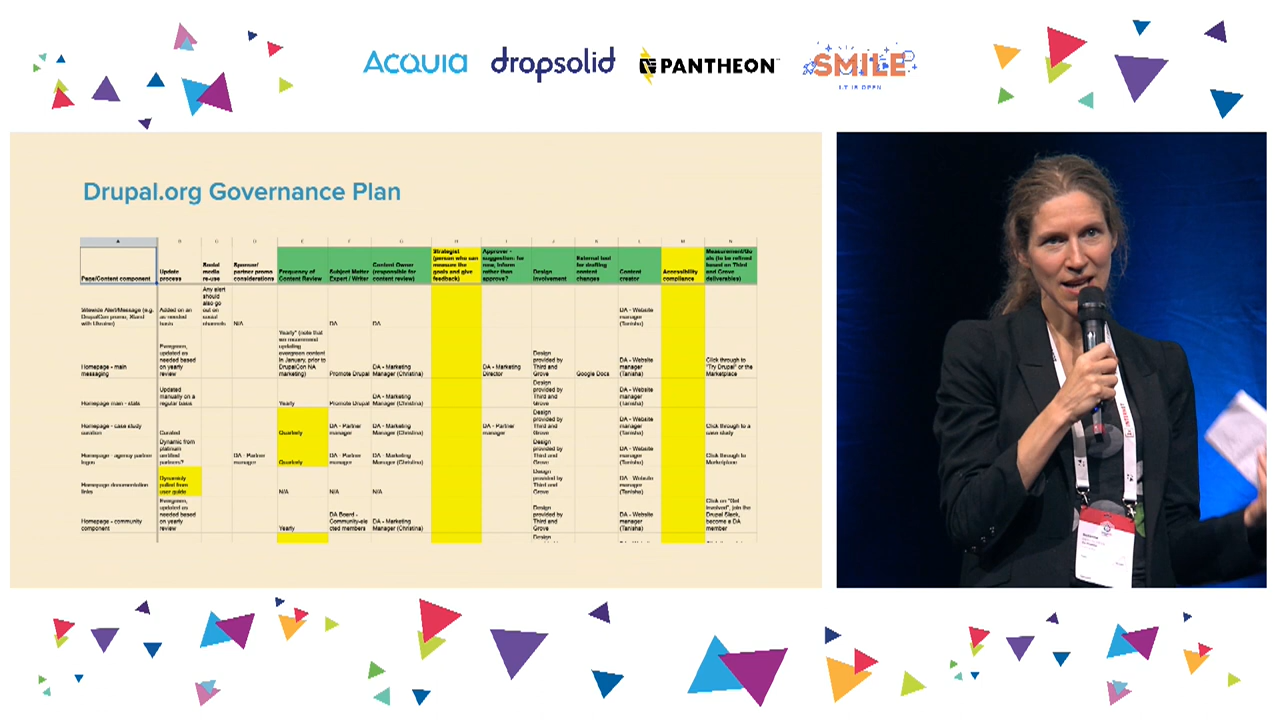 Acquia dropsolid PANTHEON SMILE
I.T IS OPEN
Drupal.org Governance Plan
Page/Content component
Update process
Social media re-use
Sponsor/ partner promo considerations
Frequency of Content Review
Subject Matter Expert / Writer
Content Owner (responsible for content review)
Strategist (person who can measure the goals and give feedback)
Approver - suggestion: for now, Inform rather than approve?
Design involvement
External tool for drafting content changes
Content creator
Accessibility compliance
Measurement/Goals (to be refined based on Third and Grove deliverables)
Sitewide Alert/Message (e.g. DrupalCon promo, Stand with Ukraine)
Added on an as needed basis
Any alert should also go out on social channels
N/A
DA
DA
DA - Website manager (Tanisha)
Homepage - main messaging
Evergreen, updated as needed based on yearly review
Yearly* (note that we recommend updating evergreen content in January, prior to DrupalCon NA marketing)
Promote Drupal
DA - Marketing Manager (Christina)
DA - Marketing Director
Design provided by Third and Grove
Google Docs
DA - Website manager (Tanisha)
Click through to "Try Drupal" or the Marketplace
Homepage main - stats
Updated manually on a regular basis
Yearly
Promote Drupal
DA - Marketing Manager (Christina)
Design provided by Third and Grove
DA - Website manager (Tanisha)
Homepage - case study curation
Curated
Quarterly
DA - Partner manager
DA - Marketing Manager (Christina)
DA - Partner manager
Design provided by Third and Grove
DA - Website manager (Tanisha)
Click through to a case study
Homepage - agency partner logos
Dynamic from platinum certified partners?
DA - Partner manager
Quarterly
DA - Partner manager
DA - Marketing Manager (Christina)
Design provided by Third and Grove
DA - Website manager (Tanisha)
Click through to Marketplace
Homepage documentation links
Dynamicly pulled from user guide
N/A
N/A
N/A
Design provided by Third and Grove
DA - Website manager (Tanisha)
Homepage - community component
Evergreen, updated as needed based on yearly review
Yearly
DA Board - Community-elected members
DA - Marketing Manager (Christina)
Design provided by Third and Grove
DA - Website manager (Tanisha)
Click on "Get involved", join the Drupal Slack, become a DA member